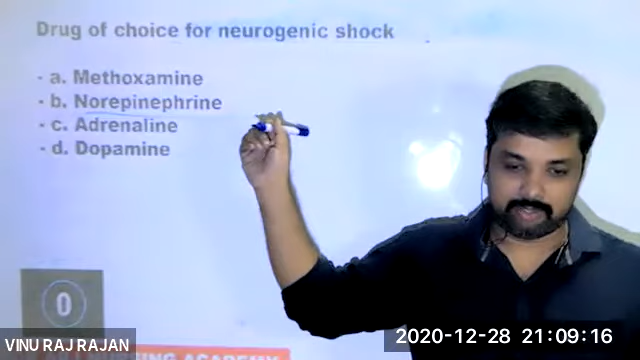 Drug of choice for neurogenic shock
- a. Methoxamine
- b. Norepinephrine
- c. Adrenaline
- d. Dopamine
0
VINU RAJ RAJAN
ACADEMY
2020-12-28 21:09:16